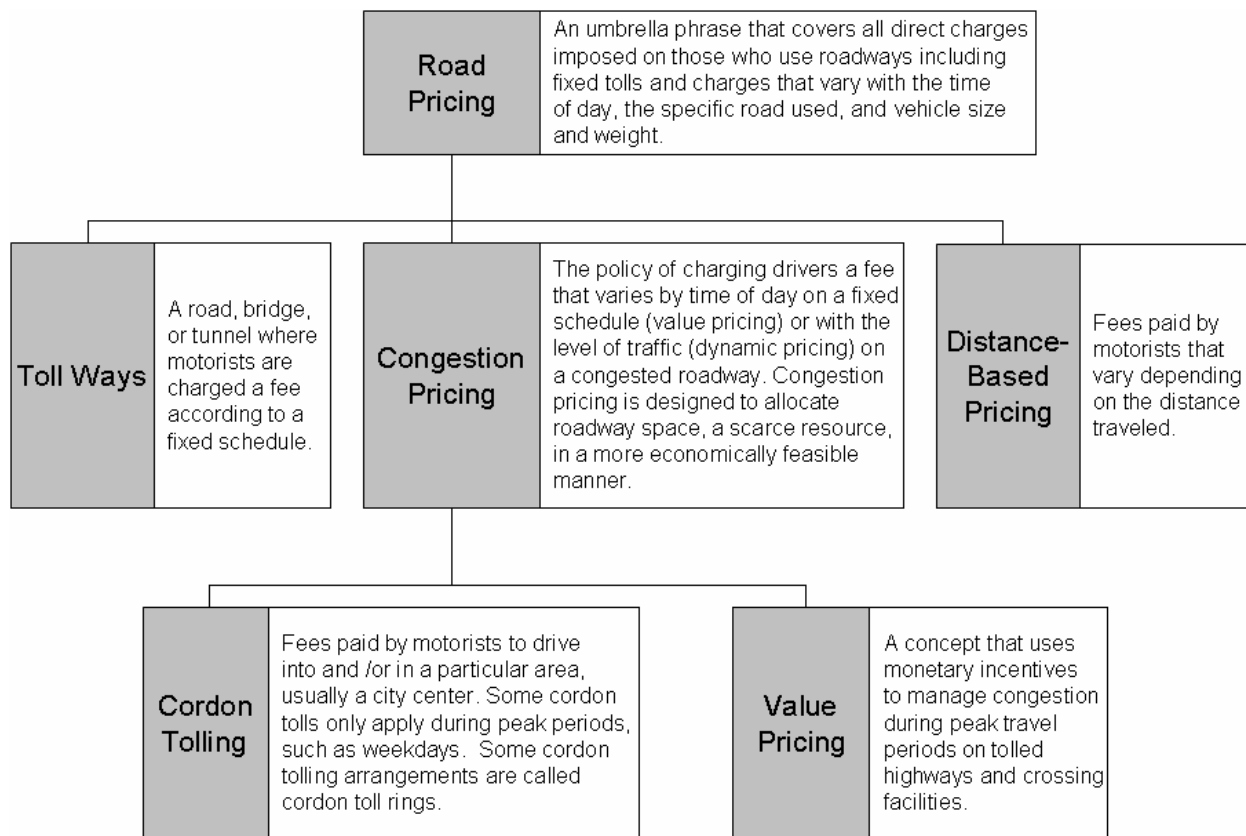 Road
Pricing
An umbrella phrase that covers all direct charges
imposed on those who use roadways including
fixed tolls and charges that vary with the time
of day, the specific road used, and vehicle size
and weight.
Toll Ways
A road, bridge,
or tunnel where
motorists are
charged a fee
according to a
fixed schedule.
Congestion
Pricing
The policy of charging drivers a fee
that varies by time of day on a fixed
schedule (value pricing) or with the
level of traffic (dynamic pricing) on
a congested roadway. Congestion
pricing is designed to allocate
roadway space, a scarce resource,
in a more economically feasible
manner.
Distance-
Based
Pricing
Fees paid by
motorists that
vary depending
on the distance
traveled.
Cordon
Tolling
Fees paid by motorists to drive
into and /or in a particular area,
usually a city center. Some cordon
tolls only apply during peak periods,
such as weekdays.  Some cordon
tolling arrangements are called
cordon toll rings.
Value
Pricing
A concept that uses
monetary incentives
to manage congestion
during peak travel
periods on tolled
highways and crossing
facilities.